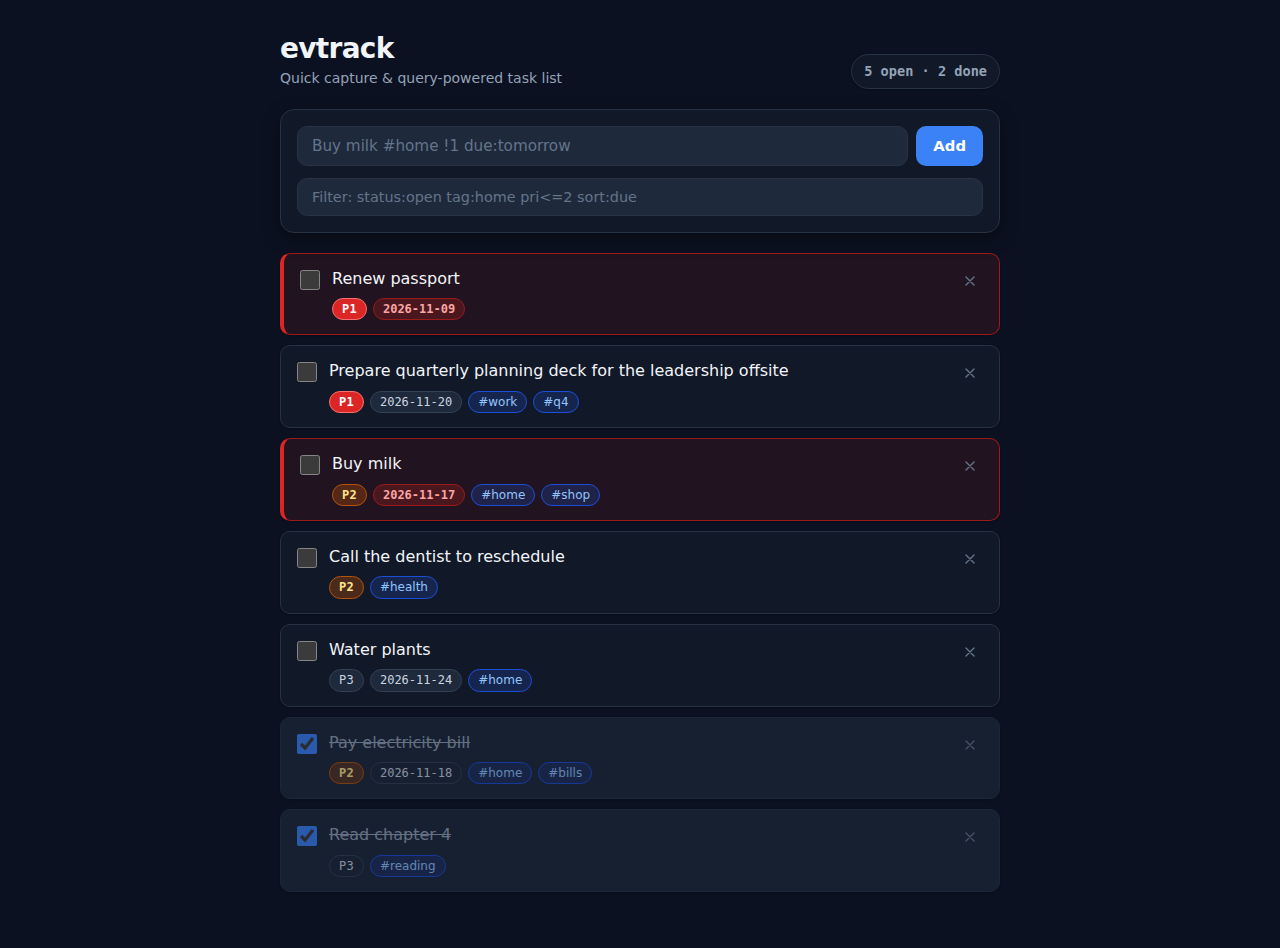 evtrack
Quick capture & query-powered task list
5 open · 2 done
Buy milk #home !1 due:tomorrow
Add
Filter: status:open tag:home pri<=2 sort:due
Renew passport
P1 2026-11-09
Prepare quarterly planning deck for the leadership offsite
P1 2026-11-20 #work #q4
Buy milk
P2 2026-11-17 #home #shop
Call the dentist to reschedule
P2 #health
Water plants
P3 2026-11-24 #home
Pay electricity bill
P2 2026-11-18 #home #bills
Read chapter 4
P3 #reading